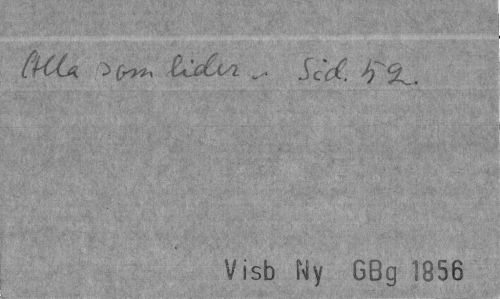 Alla som lider. Sid. 52.
Visb Ny GBg 1856